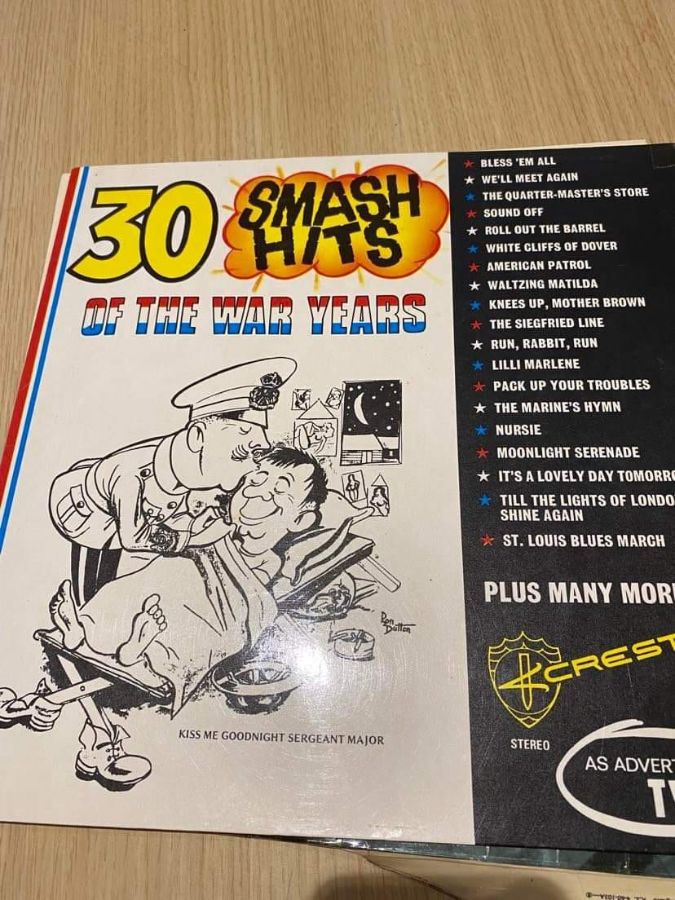 30 SMASH
HITS
OF THE WAR YEARS
KISS ME GOODNIGHT SERGEANT MAJOR
BLESS 'EM ALL
WE'LL MEET AGAIN
THE QUARTER-MASTER'S STORE
SOUND OFF
ROLL OUT THE BARREL
WHITE CLIFFS OF DOVER
AMERICAN PATROL
WALTZING MATILDA
KNEES UP, MOTHER BROWN
THE SIEGFRIED LINE
RUN, RABBIT, RUN
LILLI MARLENE
PACK UP YOUR TROUBLES
THE MARINE'S HYMN
NURSIE
MOONLIGHT SERENADE
IT'S A LOVELY DAY TOMORRO
TILL THE LIGHTS OF LONDO
SHINE AGAIN
ST. LOUIS BLUES MARCH
PLUS MANY MOR
CREST
STEREO
AS ADVERT
TV